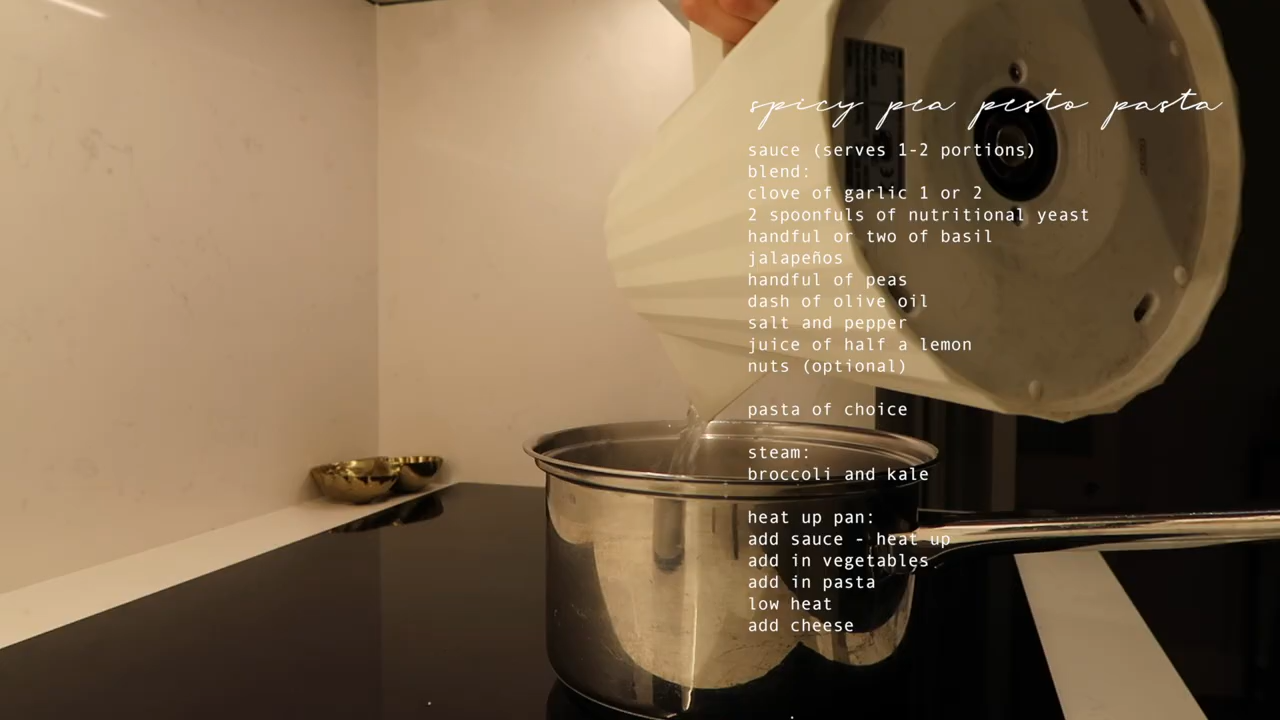 spicy pea pesto pasta
sauce (serves 1-2 portions)
blend:
clove of garlic 1 or 2
2 spoonfuls of nutritional yeast
handful or two of basil
jalapeños
handful of peas
dash of olive oil
salt and pepper
juice of half a lemon
nuts (optional)
pasta of choice
steam:
broccoli and kale
heat up pan:
add sauce - heat up
add in vegetables
add in pasta
low heat
add cheese